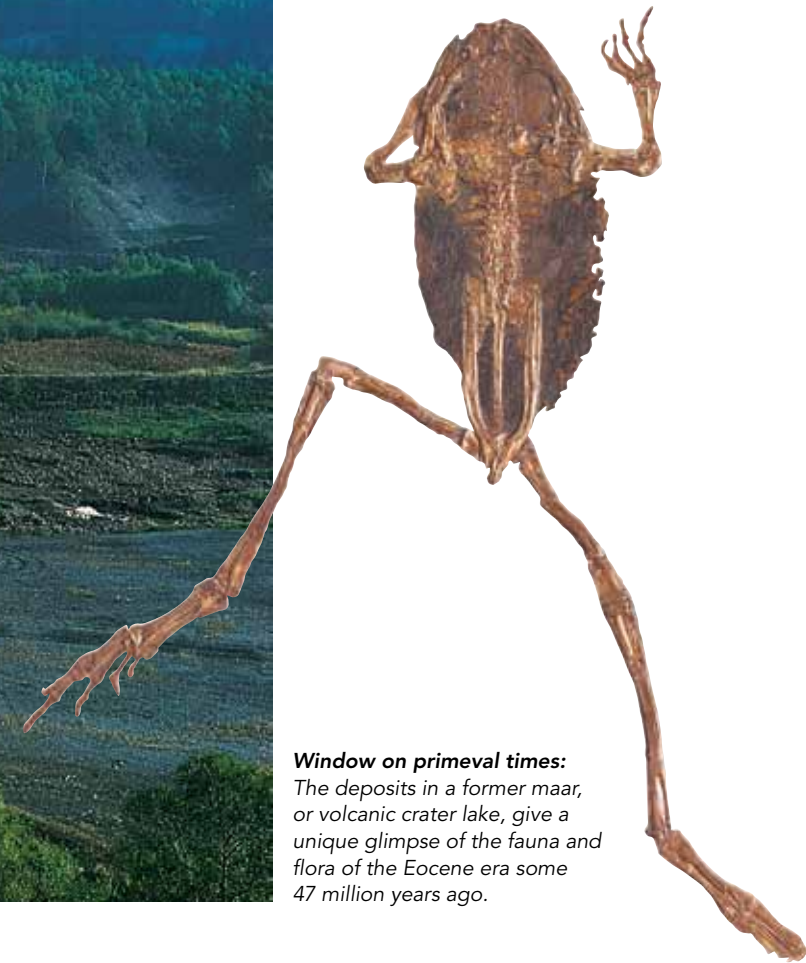 Window on primeval times:
The deposits in a former maar,
or volcanic crater lake, give a
unique glimpse of the fauna and
flora of the Eocene era some
47 million years ago.